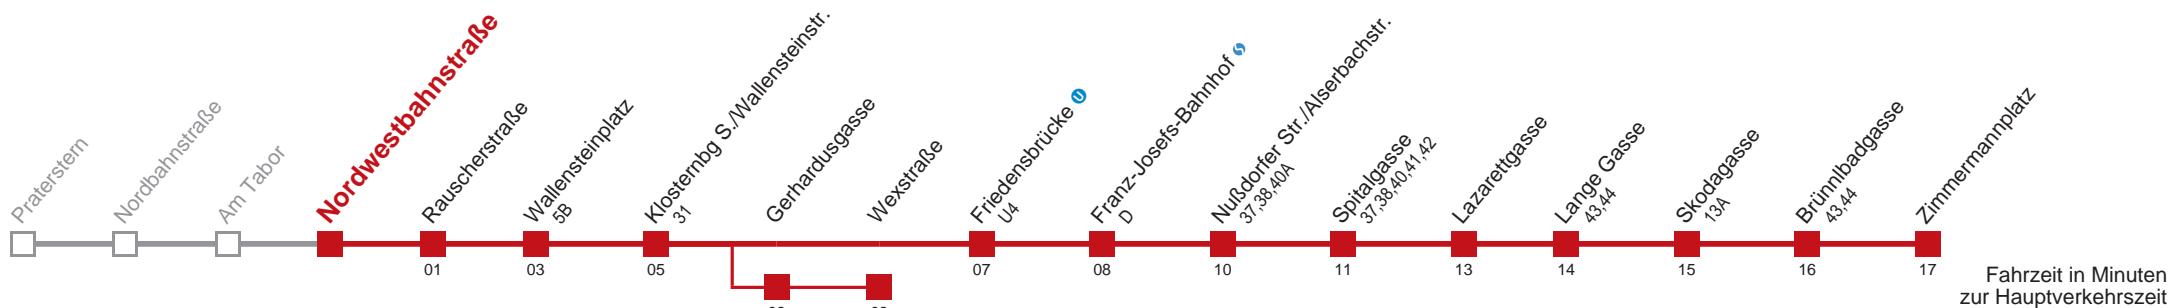 Praterstern
Nordbahnstraße
Am Tabor
Nordwestbahnstraße
Rauscherstraße
01
Wallensteinplatz
5B
03
Klosternbg S./Wallensteinstr.
31
05
Gerhardusgasse
Wexstraße
Friedensbrücke U
U4
07
Franz-Josefs-Bahnhof S
D
08
Nußdorfer Str./Alserbachstr.
37,38,40A
10
Spitalgasse
37,38,40,41,42
11
Lazarettgasse
13
Lange Gasse
43,44
14
Skodagasse
13A
15
Brünnlbadgasse
43,44
16
Zimmermannplatz
17
Fahrzeit in Minuten
zur Hauptverkehrszeit